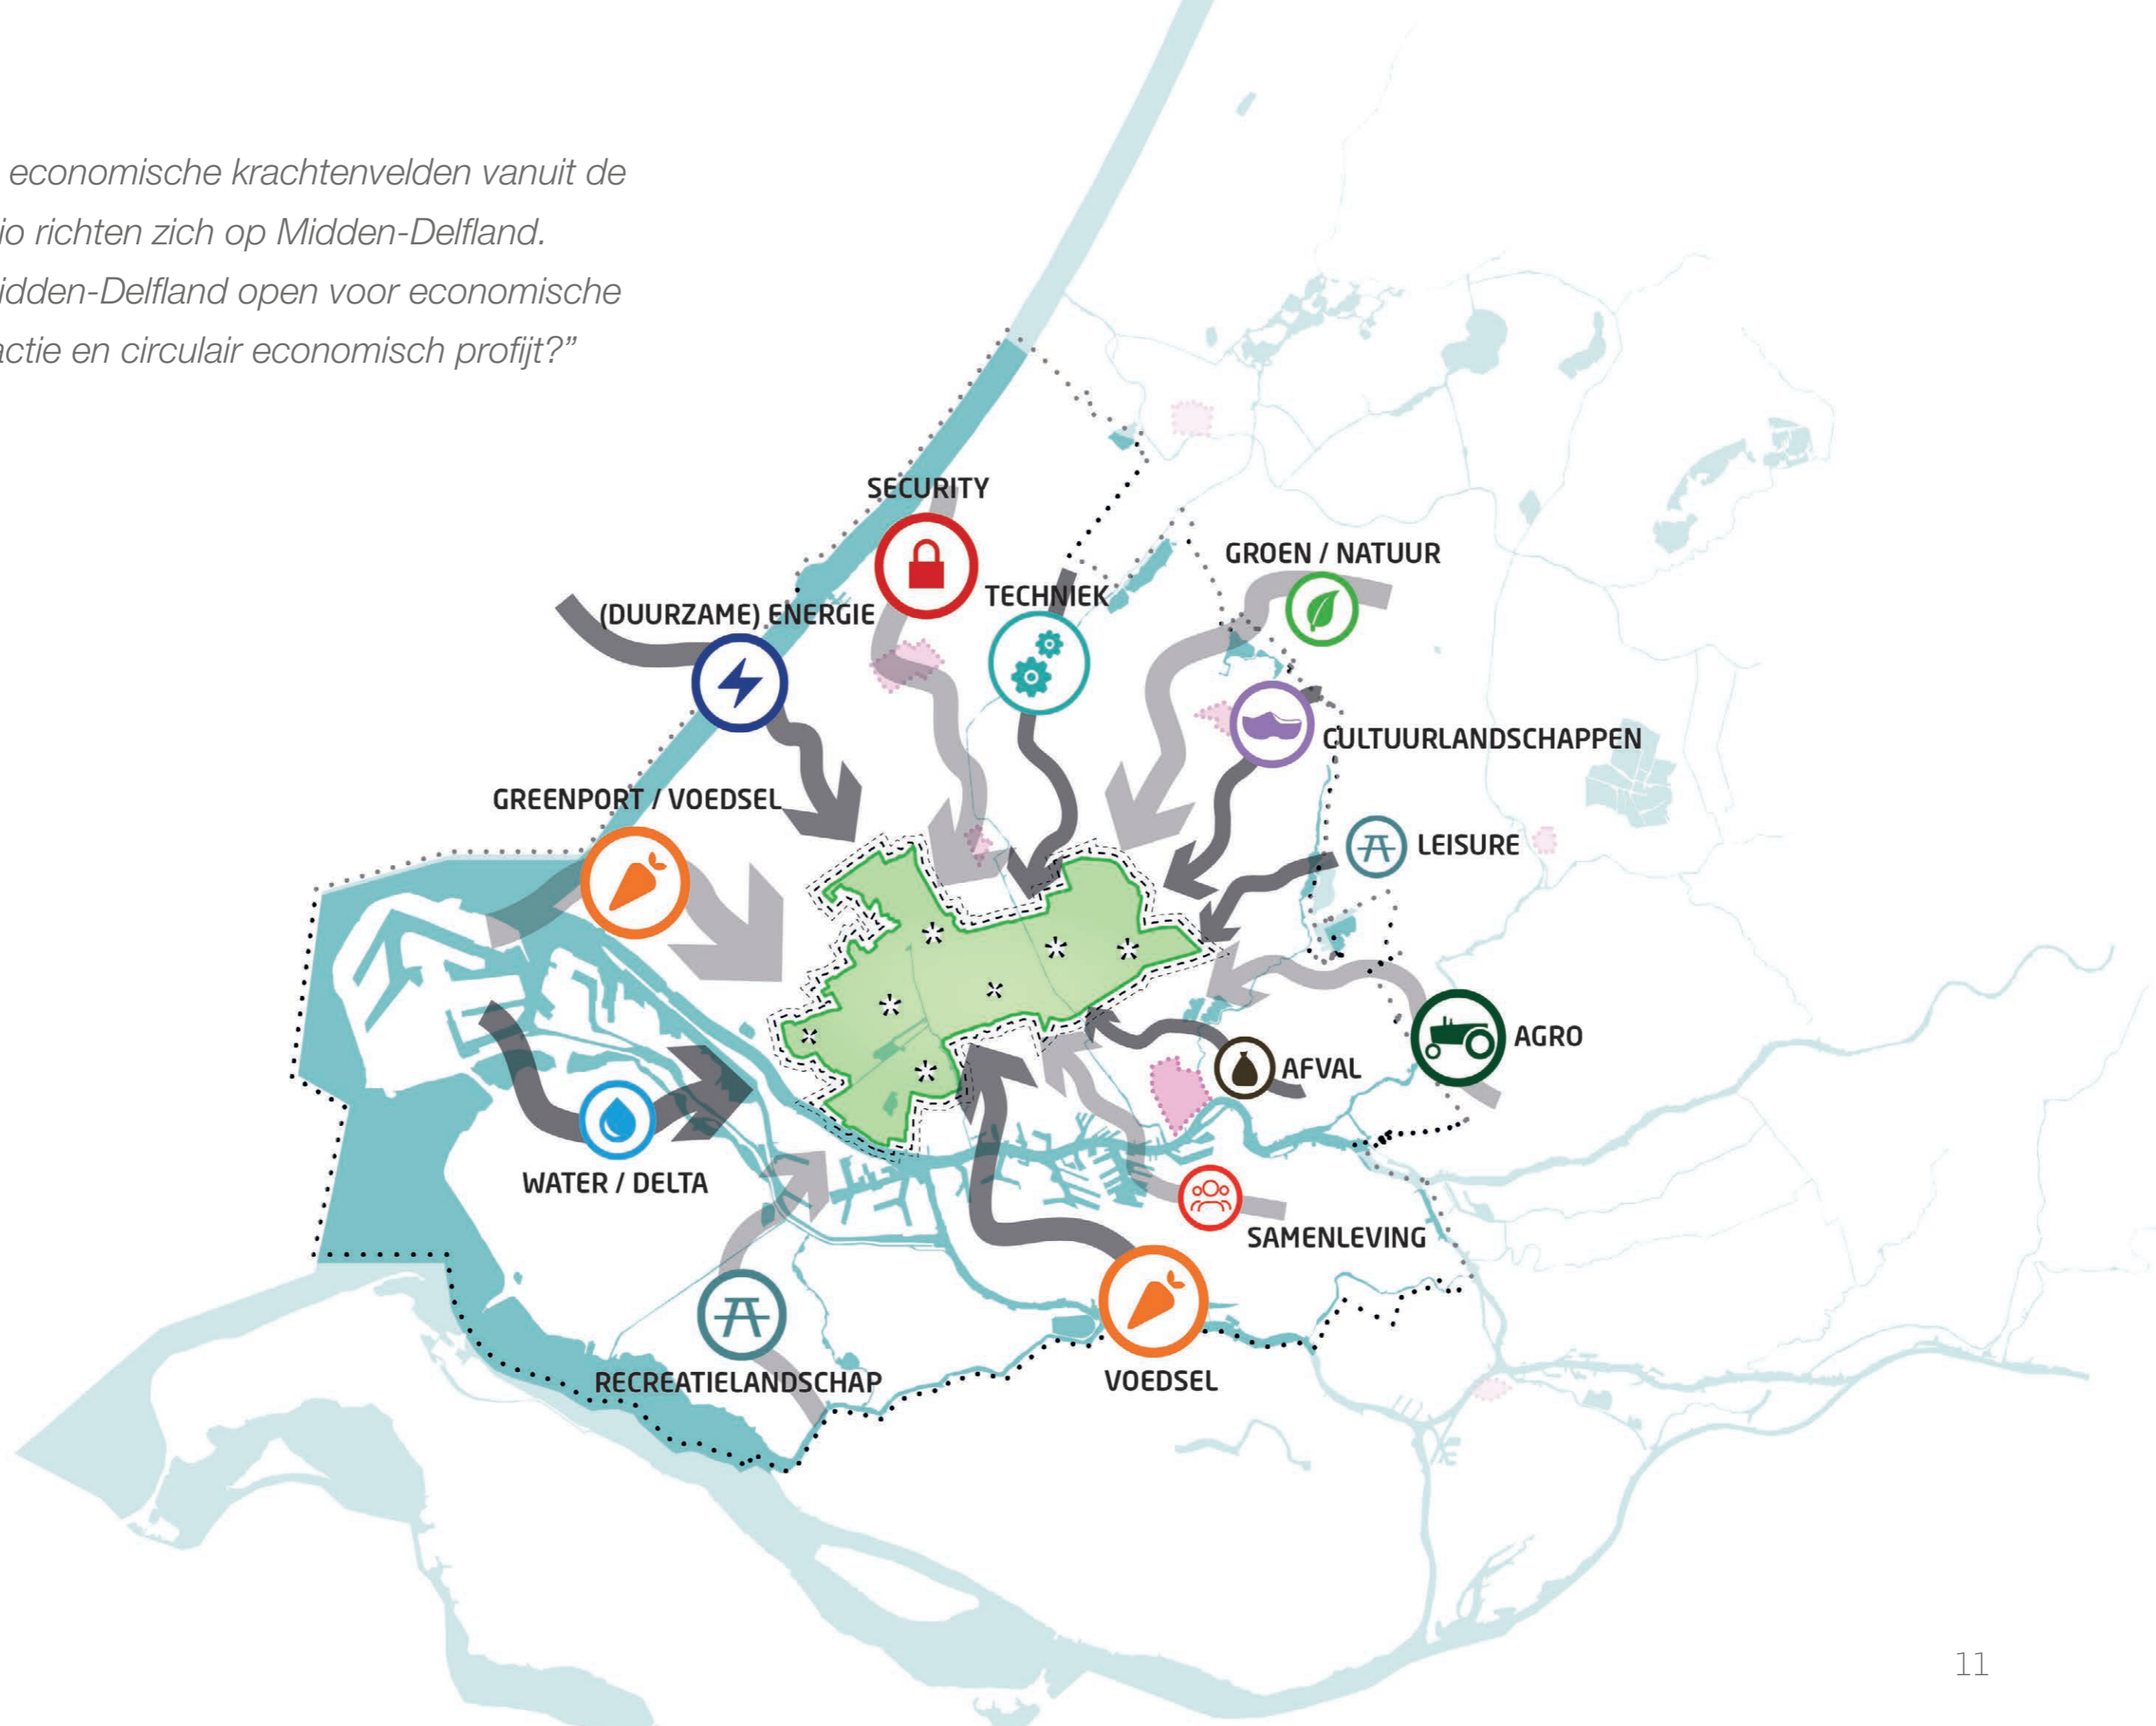 economische krachtenvelden vanuit de
io richten zich op Midden-Delfland.
idden-Delfland open voor economische
actie en circulair economisch profijt?”
SECURITY
GROEN / NATUUR
TECHNIEK
(DUURZAME) ENERGIE
CULTUURLANDSCHAPPEN
GREENPORT / VOEDSEL
LEISURE
AGRO
AFVAL
WATER / DELTA
SAMENLEVING
RECREATIELANDSCHAP
VOEDSEL
11